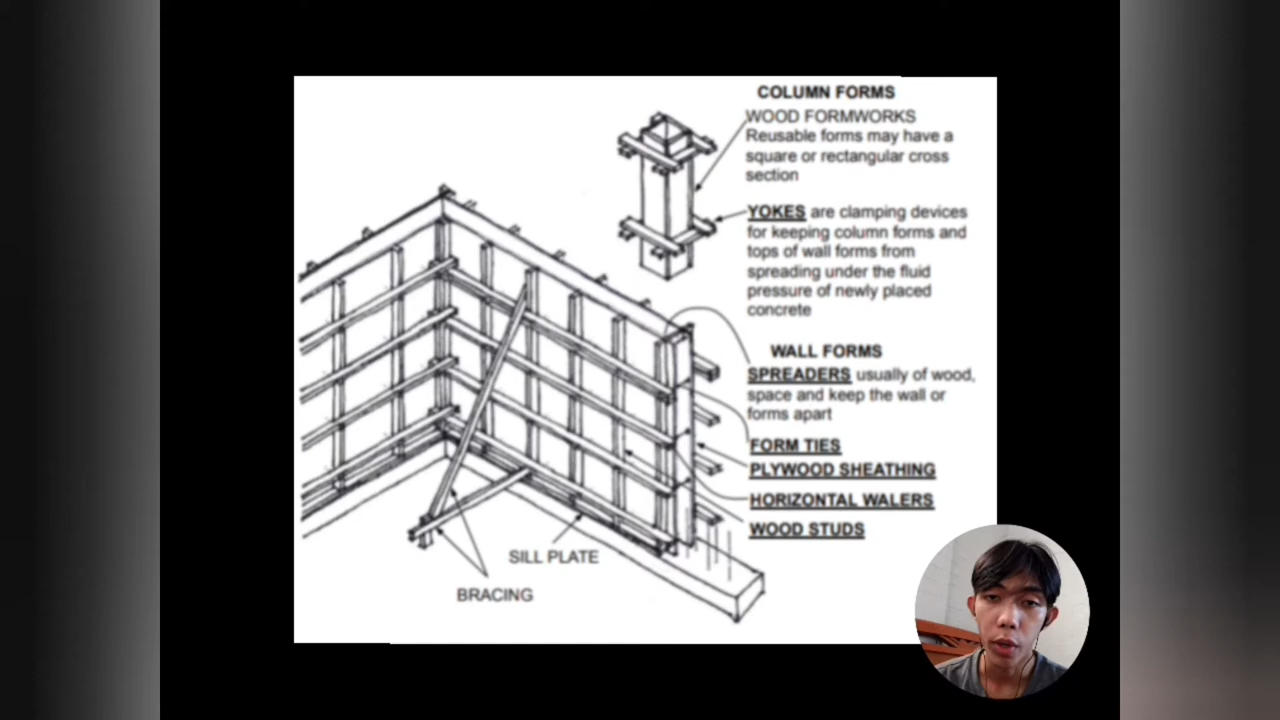 COLUMN FORMS
WOOD FORMWORKS
Reusable forms may have a
square or rectangular cross
section
YOKES are clamping devices
for keeping column forms and
tops of wall forms from
spreading under the fluid
pressure of newly placed
concrete
WALL FORMS
SPREADERS usually of wood,
space and keep the wall or
forms apart
FORM TIES
PLYWOOD SHEATHING
HORIZONTAL WALERS
WOOD STUDS
SILL PLATE
BRACING